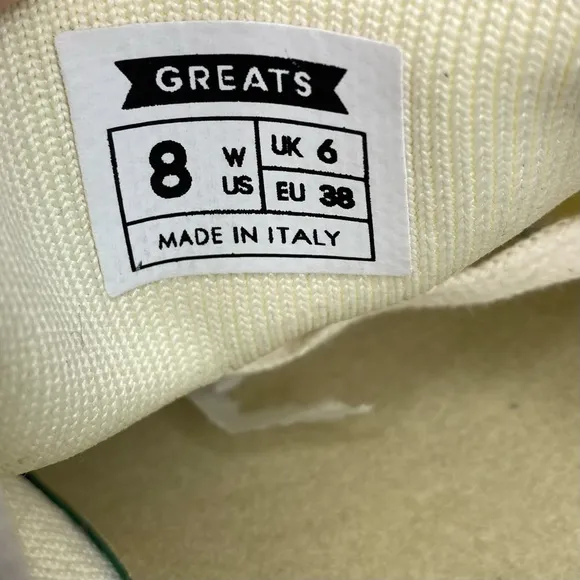 GREATS
8 W US UK 6
EU 38
MADE IN ITALY